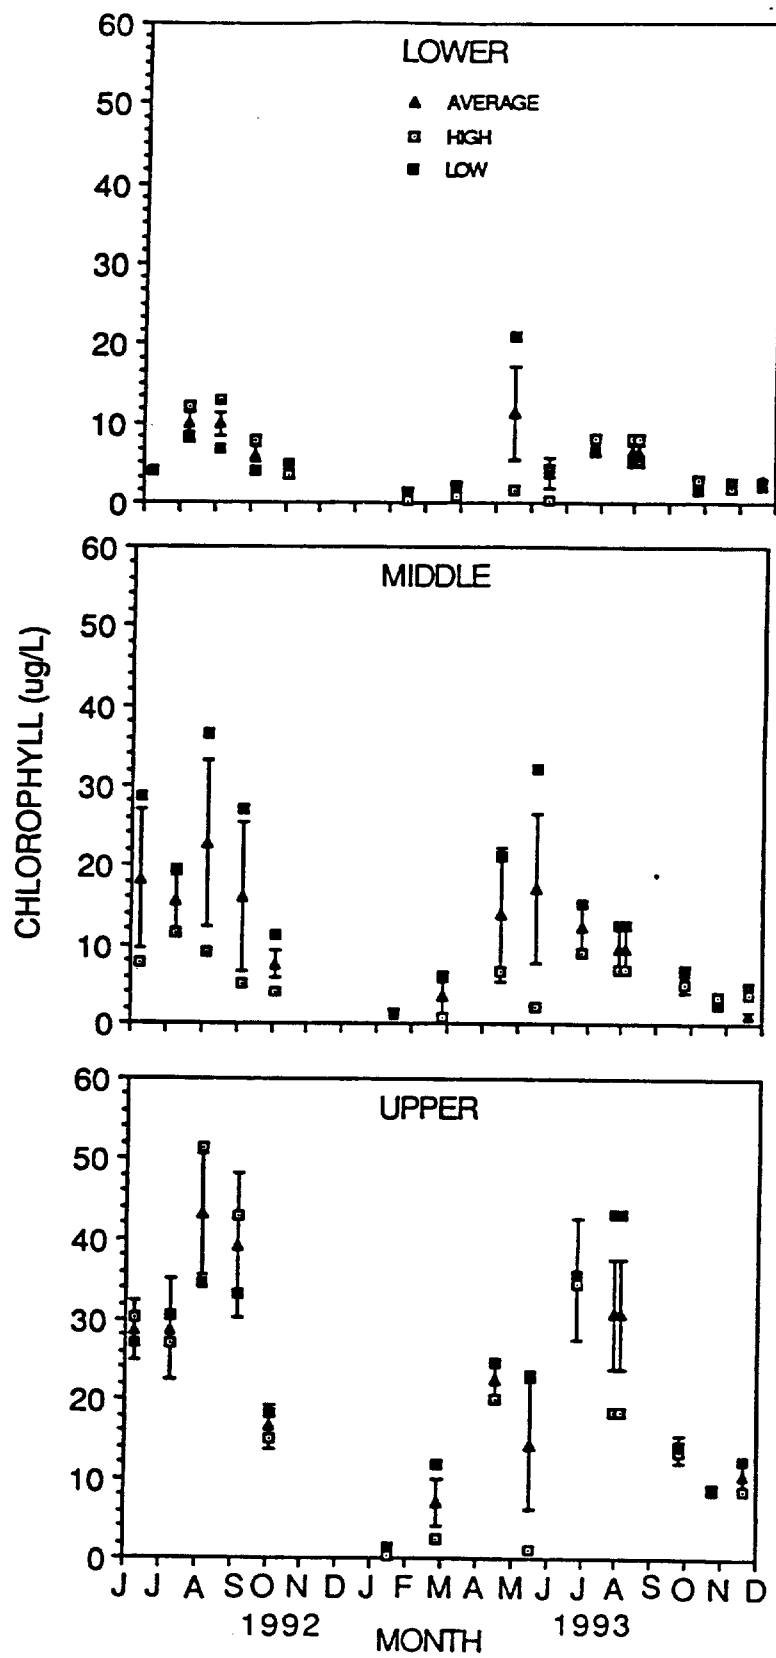 LOWER
AVERAGE
HIGH
LOW
60
50
40
30
20
10
0
MIDDLE
60
50
40
30
20
10
0
CHLOROPHYLL (ug/L)
UPPER
60
50
40
30
20
10
0
J J A S O N D J F M A M J J A S O N D
1992 1993
MONTH